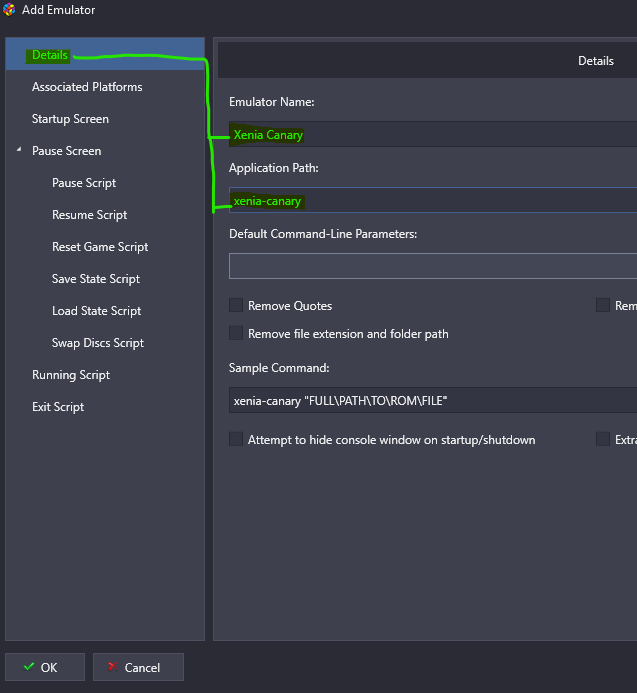 Add Emulator
Details
Associated Platforms
Startup Screen
Pause Screen
Pause Script
Resume Script
Reset Game Script
Save State Script
Load State Script
Swap Discs Script
Running Script
Exit Script
Details
Emulator Name:
Xenia Canary
Application Path:
xenia-canary
Default Command-Line Parameters:
Remove Quotes
Rem
Remove file extension and folder path
Sample Command:
xenia-canary "FULL\PATH\TO\ROM\FILE"
Attempt to hide console window on startup/shutdown
Extra
OK
Cancel